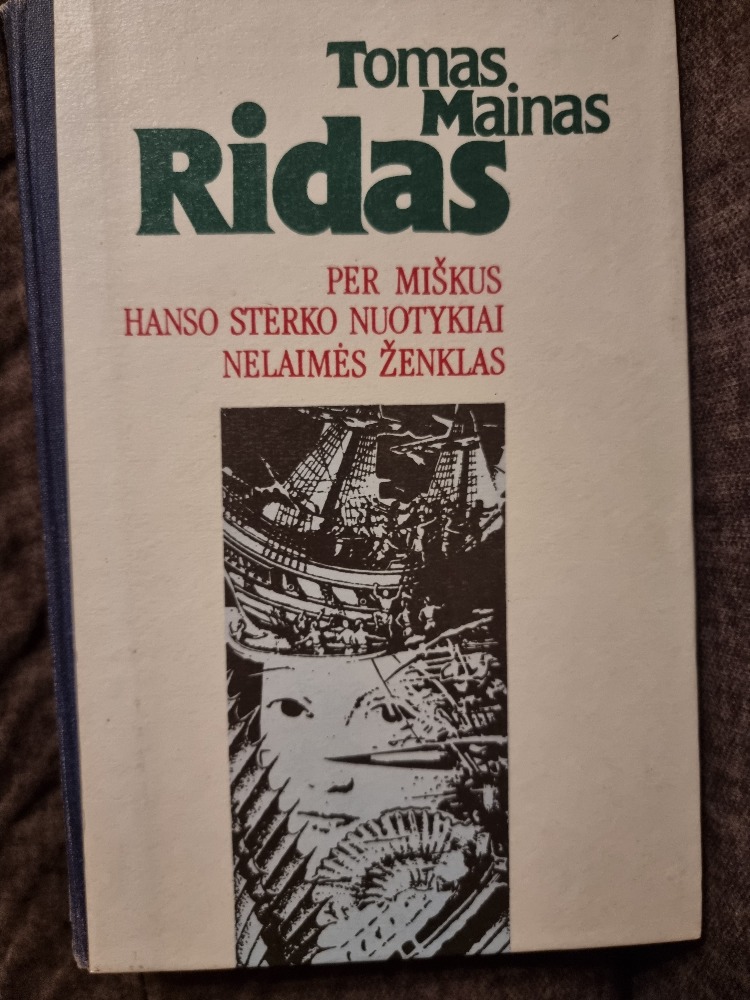 Tomas
Mainas
Ridas
PER MIŠKUS
HANSO STERKO NUOTYKIAI
NELAIMĖS ŽENKLAS